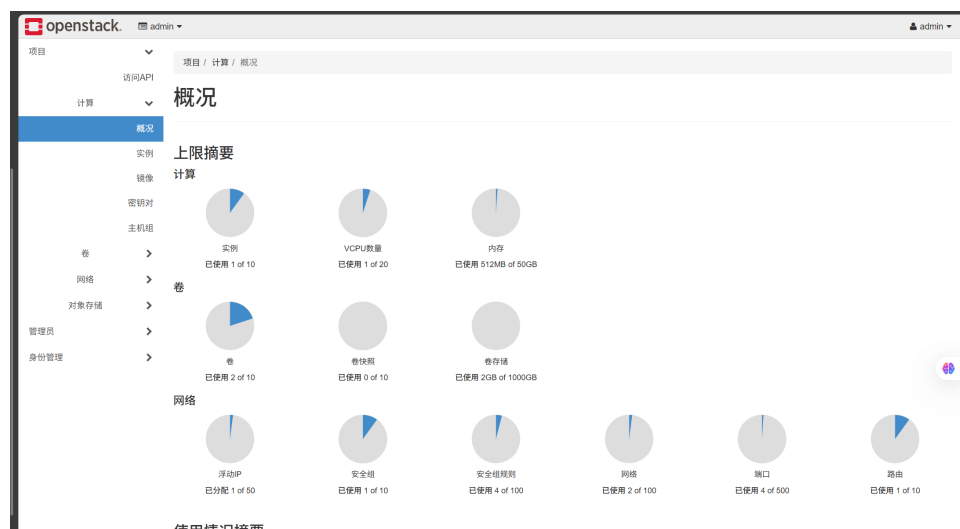 openstack. admin admin
项目
访问API
计算
概况
实例
镜像
密钥对
主机组
卷
网络
对象存储
管理员
身份管理
项目 / 计算 / 概况
概况
上限摘要
计算
实例 VCPU数量 内存
已使用 1 of 10 已使用 1 of 20 已使用 512MB of 50GB
卷
卷 卷快照 卷存储
已使用 2 of 10 已使用 0 of 10 已使用 2GB of 1000GB
网络
浮动IP 安全组 安全组规则 网络 端口 路由
已分配 1 of 50 已使用 1 of 10 已使用 4 of 100 已使用 2 of 100 已使用 4 of 500 已使用 1 of 10
使用情况摘要